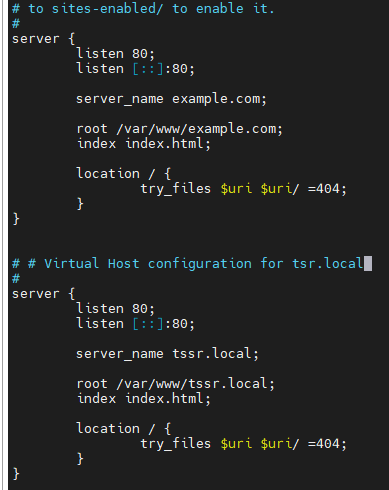 # to sites-enabled/ to enable it.
#
server {
listen 80;
listen [::]:80;
server_name example.com;
root /var/www/example.com;
index index.html;
location / {
try_files $uri $uri/ =404;
}
}
# # Virtual Host configuration for tsr.local
#
server {
listen 80;
listen [::]:80;
server_name tssr.local;
root /var/www/tssr.local;
index index.html;
location / {
try_files $uri $uri/ =404;
}
}